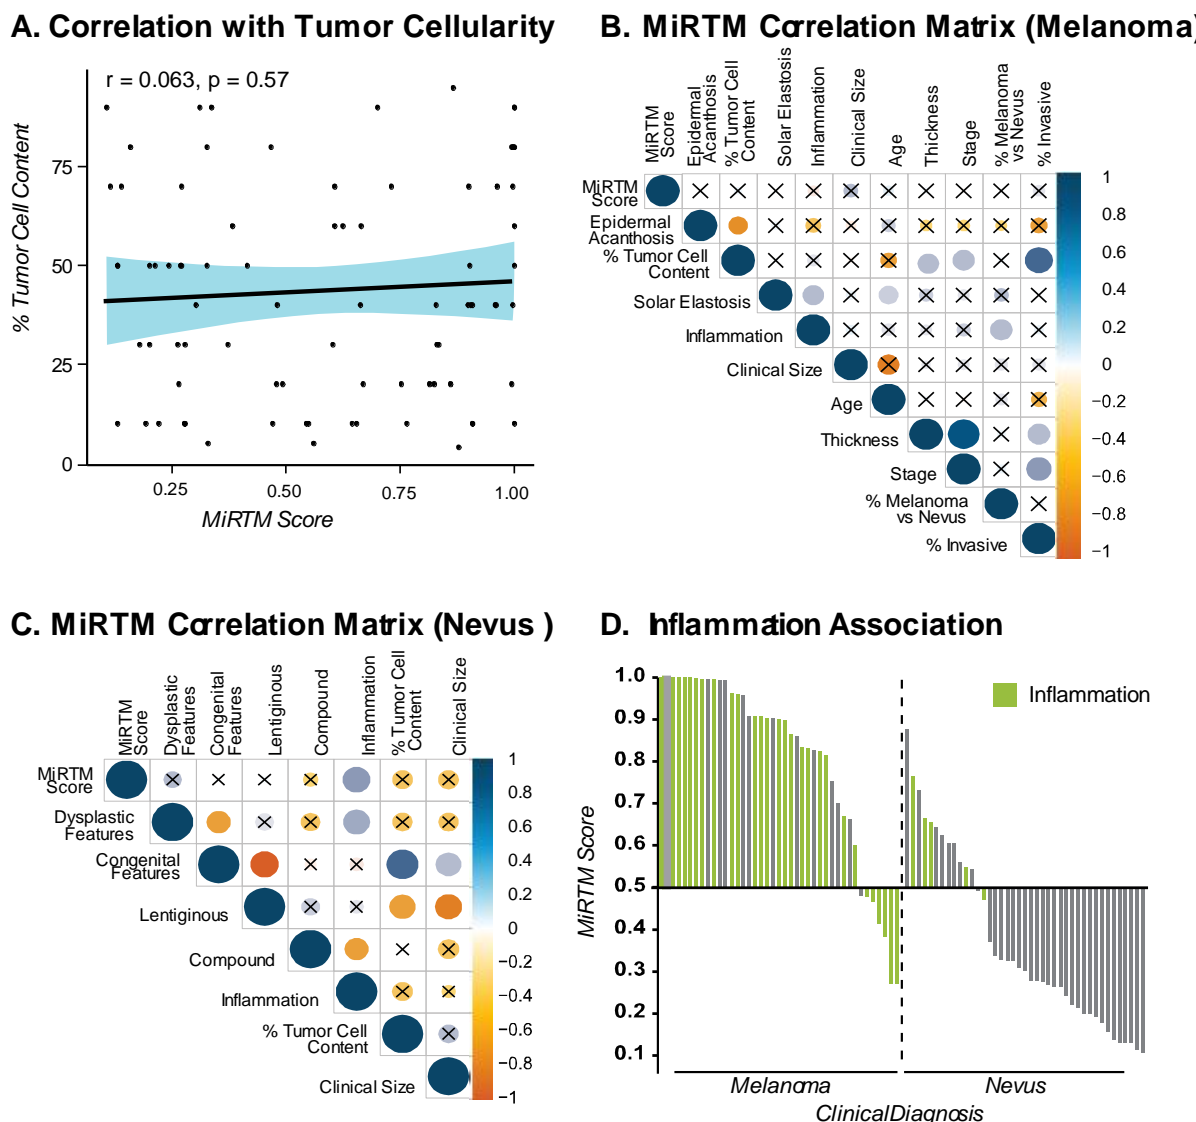 A. Correlation with Tumor Cellularity
r = 0.063, p = 0.57
% Tumor Cell Content
75
50
25
0
0.25
0.50
0.75
1.00
MiRTM Score
B. MiRTM Correlation Matrix (Melanoma)
MiRTM
Score
Epidermal
Acanthosis
% Tumor Cell
Content
Solar Elastosis
Inflammation
Clinical Size
Age
Thickness
Stage
% Melanoma
vs Nevus
% Invasive
MiRTM
Score
Epidermal
Acanthosis
% Tumor Cell
Content
Solar Elastosis
Inflammation
Clinical Size
Age
Thickness
Stage
% Melanoma
vs Nevus
% Invasive
1
0.8
0.6
0.4
0.2
0
−0.2
−0.4
−0.6
−0.8
−1
C. MiRTM Correlation Matrix (Nevus )
MiRTM
Score
Dysplastic
Features
Congenital
Features
Lentiginous
Compound
Inflammation
% Tumor Cell
Content
Clinical Size
MiRTM
Score
Dysplastic
Features
Congenital
Features
Lentiginous
Compound
Inflammation
% Tumor Cell
Content
Clinical Size
1
0.8
0.6
0.4
0.2
0
−0.2
−0.4
−0.6
−0.8
−1
D. Inflammation Association
MiRTM Score
1.0
0.9
0.8
0.7
0.6
0.5
0.4
0.3
0.2
0.1
Inflammation
Melanoma
Nevus
ClinicalDiagnosis